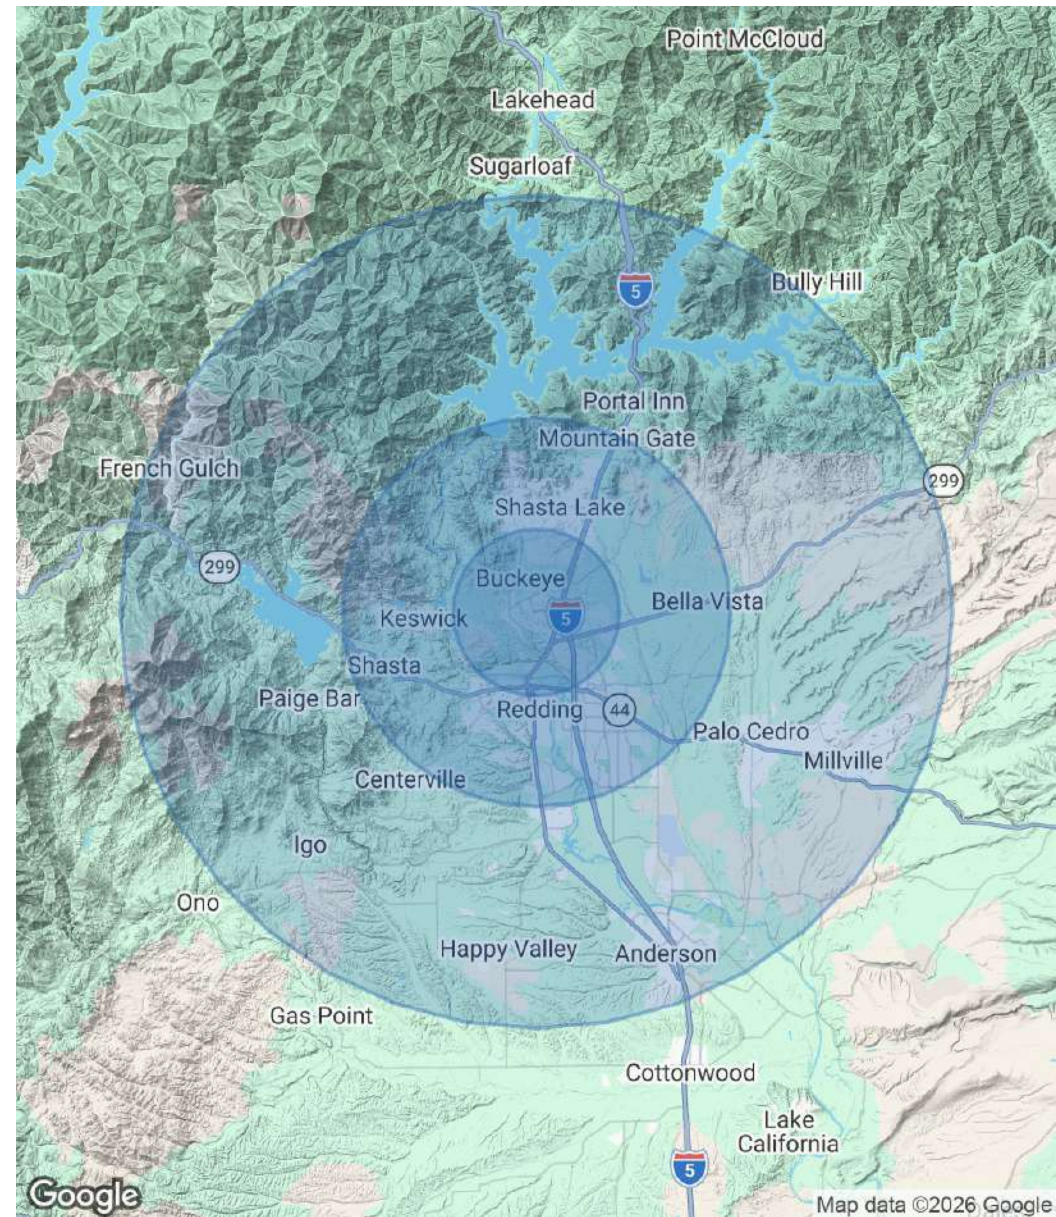 Point McCloud
Lakehead
Sugarloaf
Bully Hill
5
Portal Inn
Mountain Gate
French Gulch
299
Shasta Lake
299
Buckeye
Bella Vista
Keswick
5
Shasta
Paige Bar
Redding
44
Palo Cedro
Millville
Centerville
Igo
Ono
Happy Valley
Anderson
Gas Point
Cottonwood
Lake
California
5
Google
Map data ©2026 Google